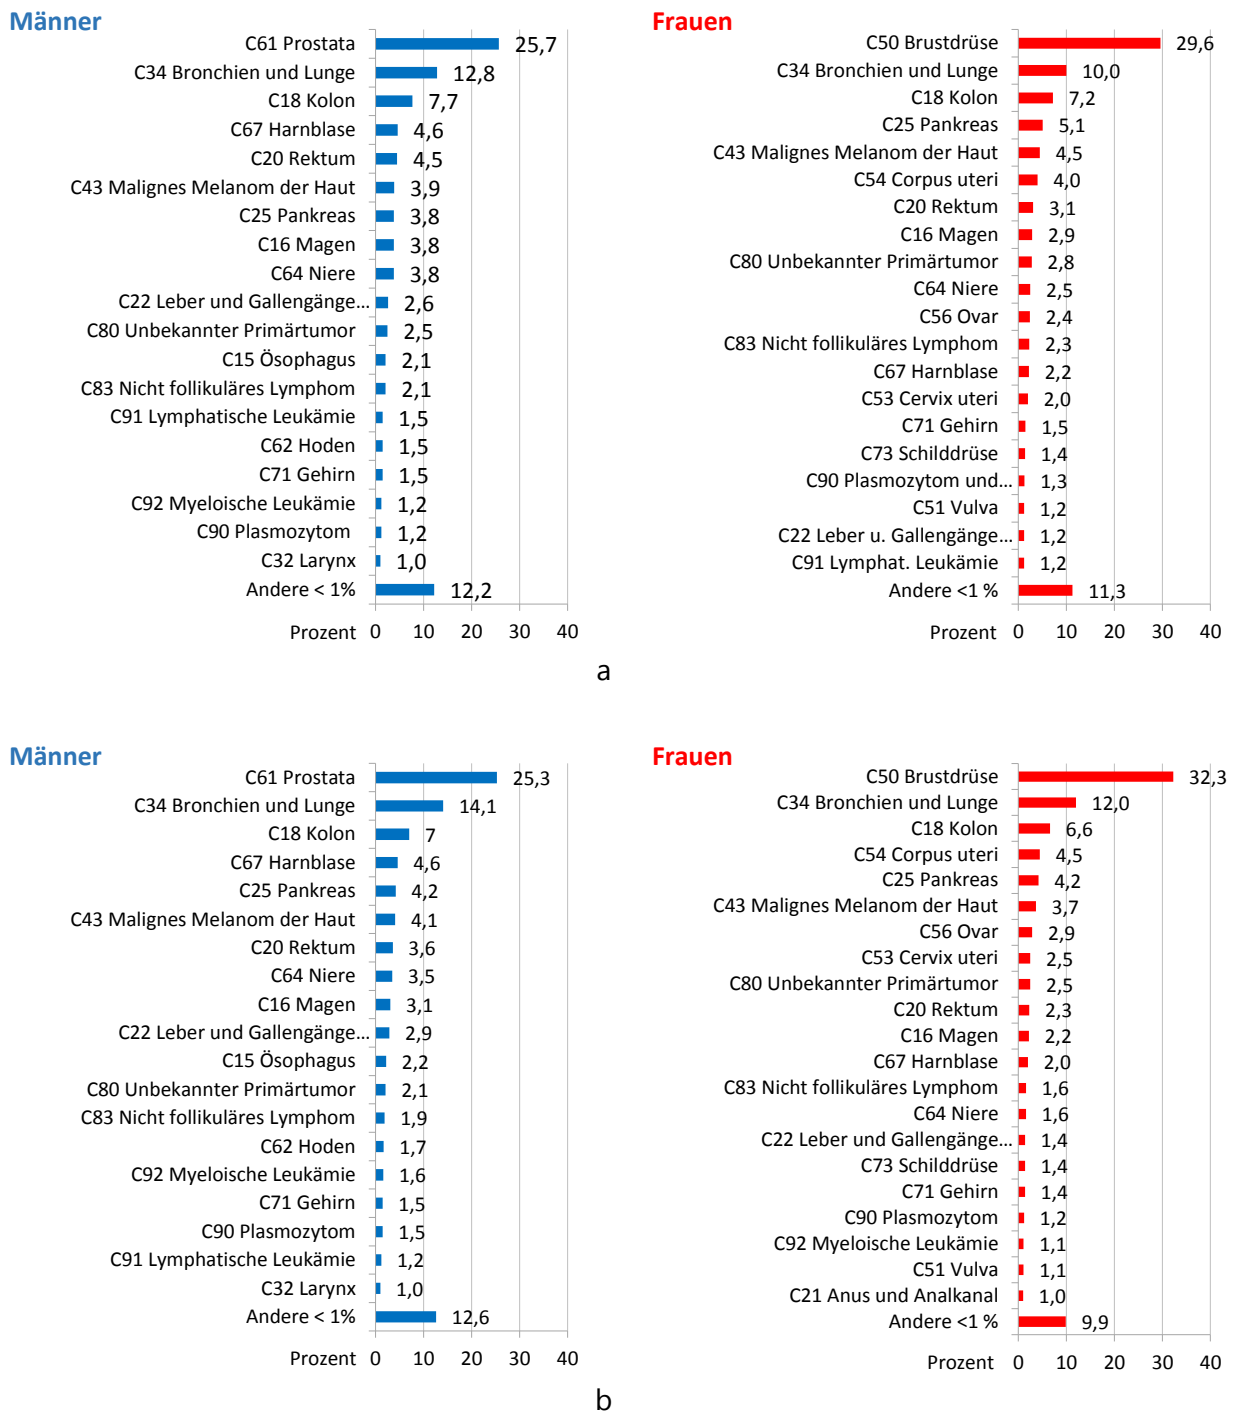 Männer
C61 Prostata 25,7
C34 Bronchien und Lunge 12,8
C18 Kolon 7,7
C67 Harnblase 4,6
C20 Rektum 4,5
C43 Malignes Melanom der Haut 3,9
C25 Pankreas 3,8
C16 Magen 3,8
C64 Niere 3,8
C22 Leber und Gallengänge... 2,6
C80 Unbekannter Primärtumor 2,5
C15 Ösophagus 2,1
C83 Nicht follikuläres Lymphom 2,1
C91 Lymphatische Leukämie 1,5
C62 Hoden 1,5
C71 Gehirn 1,5
C92 Myeloische Leukämie 1,2
C90 Plasmozytom 1,2
C32 Larynx 1,0
Andere < 1% 12,2
Prozent 0 10 20 30 40
Frauen
C50 Brustdrüse 29,6
C34 Bronchien und Lunge 10,0
C18 Kolon 7,2
C25 Pankreas 5,1
C43 Malignes Melanom der Haut 4,5
C54 Corpus uteri 4,0
C20 Rektum 3,1
C16 Magen 2,9
C80 Unbekannter Primärtumor 2,8
C64 Niere 2,5
C56 Ovar 2,4
C83 Nicht follikuläres Lymphom 2,3
C67 Harnblase 2,2
C53 Cervix uteri 2,0
C71 Gehirn 1,5
C73 Schilddrüse 1,4
C90 Plasmozytom und... 1,3
C51 Vulva 1,2
C22 Leber u. Gallengänge... 1,2
C91 Lymphat. Leukämie 1,2
Andere <1 % 11,3
Prozent 0 10 20 30 40
a
Männer
C61 Prostata 25,3
C34 Bronchien und Lunge 14,1
C18 Kolon 7
C67 Harnblase 4,6
C25 Pankreas 4,2
C43 Malignes Melanom der Haut 4,1
C20 Rektum 3,6
C64 Niere 3,5
C16 Magen 3,1
C22 Leber und Gallengänge... 2,9
C15 Ösophagus 2,2
C80 Unbekannter Primärtumor 2,1
C83 Nicht follikuläres Lymphom 1,9
C62 Hoden 1,7
C92 Myeloische Leukämie 1,6
C71 Gehirn 1,5
C90 Plasmozytom 1,5
C91 Lymphatische Leukämie 1,2
C32 Larynx 1,0
Andere < 1% 12,6
Prozent 0 10 20 30 40
Frauen
C50 Brustdrüse 32,3
C34 Bronchien und Lunge 12,0
C18 Kolon 6,6
C54 Corpus uteri 4,5
C25 Pankreas 4,2
C43 Malignes Melanom der Haut 3,7
C56 Ovar 2,9
C53 Cervix uteri 2,5
C80 Unbekannter Primärtumor 2,5
C20 Rektum 2,3
C16 Magen 2,2
C67 Harnblase 2,0
C83 Nicht follikuläres Lymphom 1,6
C64 Niere 1,6
C22 Leber und Gallengänge... 1,4
C73 Schilddrüse 1,4
C71 Gehirn 1,4
C90 Plasmozytom 1,2
C92 Myeloische Leukämie 1,1
C51 Vulva 1,1
C21 Anus und Analkanal 1,0
Andere <1 % 9,9
Prozent 0 10 20 30 40
b